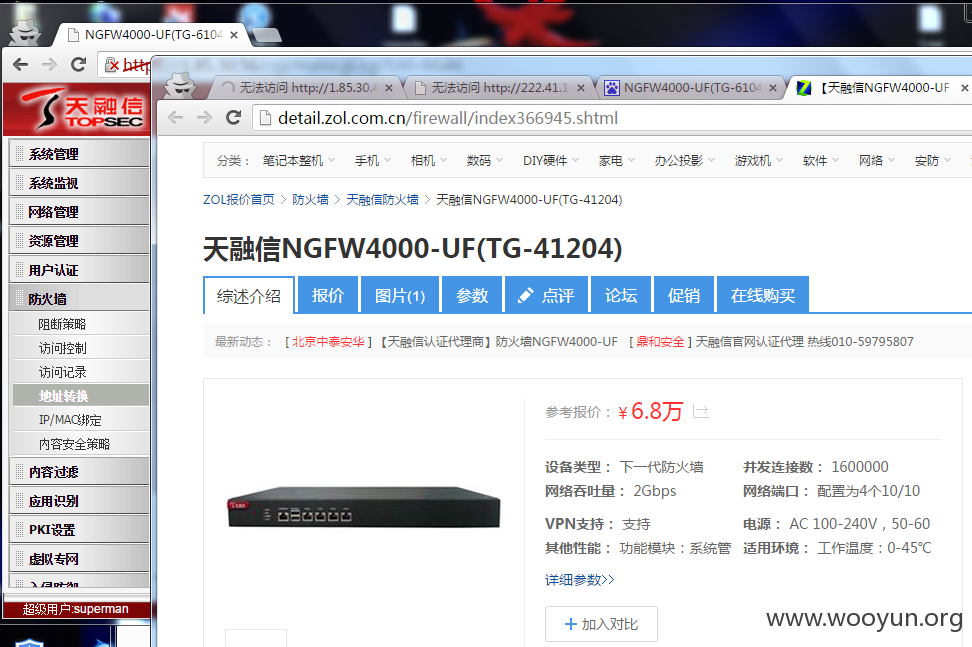 NGFW4000-UF(TG-6104
天融信
TOPSEC
系统管理
系统监视
网络管理
资源管理
用户认证
防火墙
阻断策略
访问控制
访问记录
地址转换
IP/MAC绑定
内容安全策略
内容过滤
应用识别
PKI设置
虚拟专网
入侵防御
超级用户:superman
无法访问 http://1.85.30.4
无法访问 http://222.41.1
NGFW4000-UF(TG-6104
【天融信NGFW4000-UF
detail.zol.com.cn/firewall/index366945.shtml
分类： 笔记本整机 手机 相机 数码 DIY硬件 家电 办公投影 游戏机 软件 网络 安防
ZOL报价首页 > 防火墙 > 天融信防火墙 > 天融信NGFW4000-UF(TG-41204)
天融信NGFW4000-UF(TG-41204)
综述介绍 报价 图片(1) 参数 点评 论坛 促销 在线购买
最新动态： [ 北京中泰安华 ] 【天融信认证代理商】防火墙NGFW4000-UF [ 鼎和安全 ] 天融信官网认证代理 热线010-59795807
参考报价： ¥6.8万
设备类型： 下一代防火墙 并发连接数： 1600000
网络吞吐量： 2Gbps 网络端口： 配置为4个10/10
VPN支持： 支持 电源： AC 100-240V，50-60
其他性能： 功能模块：系统管 适用环境： 工作温度：0-45℃
详细参数>>
+ 加入对比
www.wooyun.org